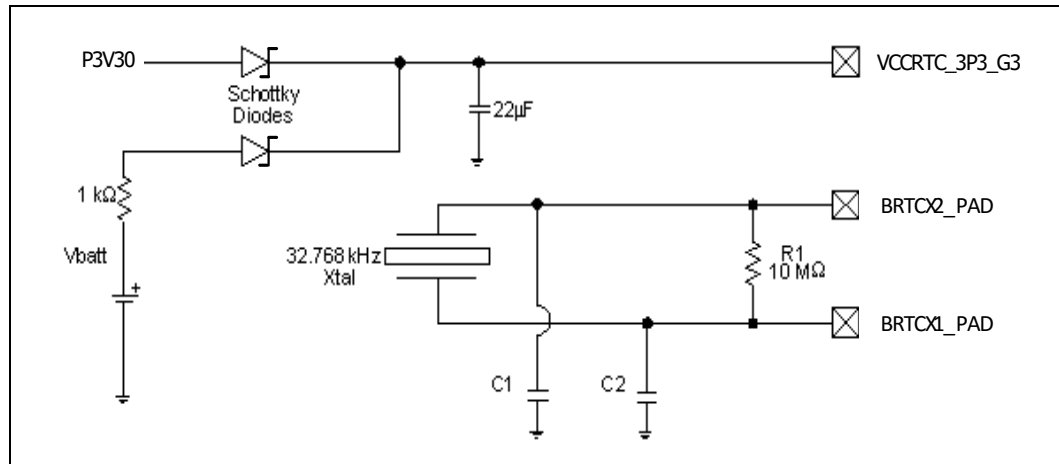 P3V30
VCCRTC_3P3_G3
Schottky
Diodes
22µF
1 kΩ
BRTCX2_PAD
Vbatt
32.768 kHz
Xtal
R1
10 MΩ
+
BRTCX1_PAD
C1
C2